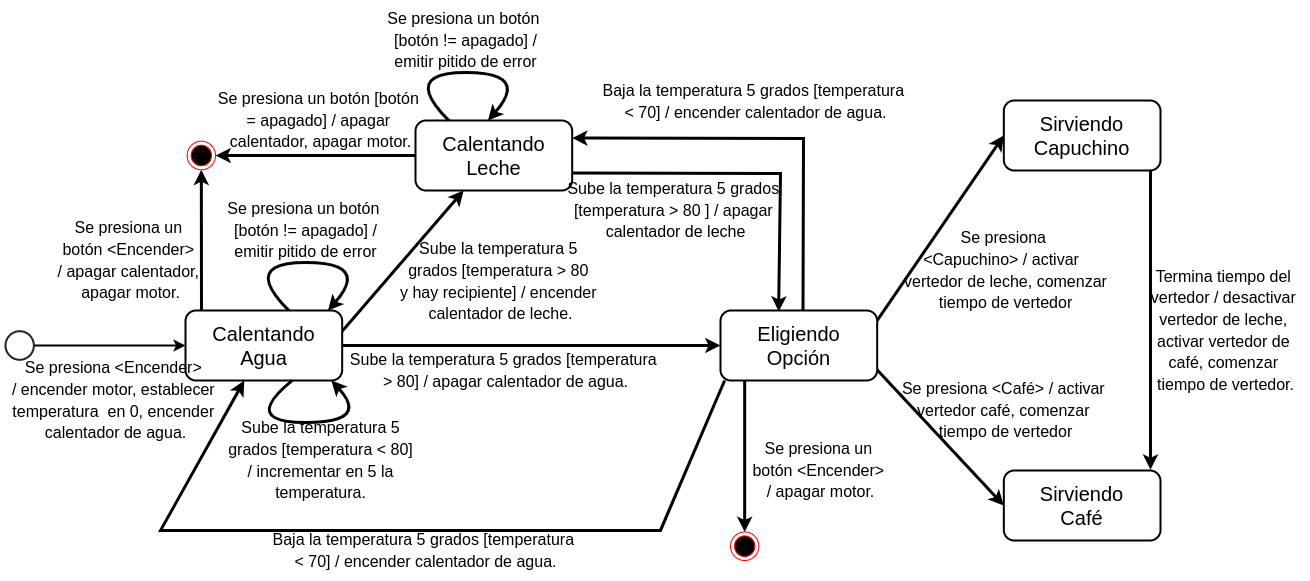 Se presiona un botón
[botón != apagado] /
emitir pitido de error
Se presiona un botón [botón
= apagado] / apagar
calentador, apagar motor.
Calentando
Leche
Baja la temperatura 5 grados [temperatura
< 70] / encender calentador de agua.
Sirviendo
Capuchino
Sube la temperatura 5 grados
[temperatura > 80 ] / apagar
calentador de leche
Se presiona un botón
[botón != apagado] /
emitir pitido de error
Se presiona un
botón <Encender>
/ apagar calentador,
apagar motor.
Sube la temperatura 5
grados [temperatura > 80
y hay recipiente] / encender
calentador de leche.
Se presiona
<Capuchino> / activar
vertedor de leche, comenzar
tiempo de vertedor
Termina tiempo del
vertedor / desactivar
vertedor de leche,
activar vertedor de
café, comenzar
tiempo de vertedor.
Calentando
Agua
Eligiendo
Opción
Se presiona <Encender>
/ encender motor, establecer
temperatura  en 0, encender
calentador de agua.
Sube la temperatura 5 grados [temperatura
> 80] / apagar calentador de agua.
Se presiona <Café> / activar
vertedor café, comenzar
tiempo de vertedor
Sube la temperatura 5
grados [temperatura < 80]
/ incrementar en 5 la
temperatura.
Se presiona un
botón <Encender>
/ apagar motor.
Sirviendo
Café
Baja la temperatura 5 grados [temperatura
< 70] / encender calentador de agua.